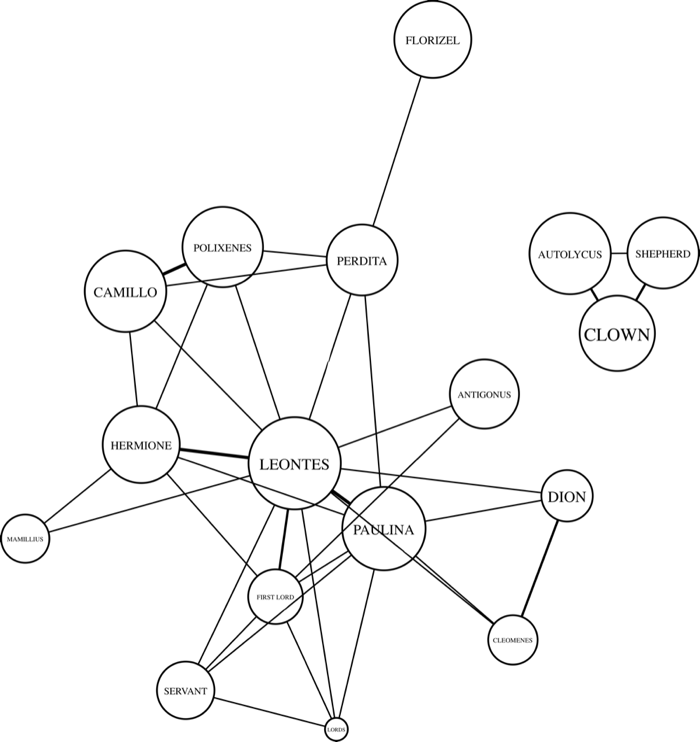 FLORIZEL
POLIXENES
PERDITA
AUTOLYCUS
SHEPHERD
CAMILLO
CLOWN
ANTIGONUS
HERMIONE
LEONTES
DION
PAULINA
MAMILLIUS
FIRST LORD
CLEOMENES
SERVANT
LORDS